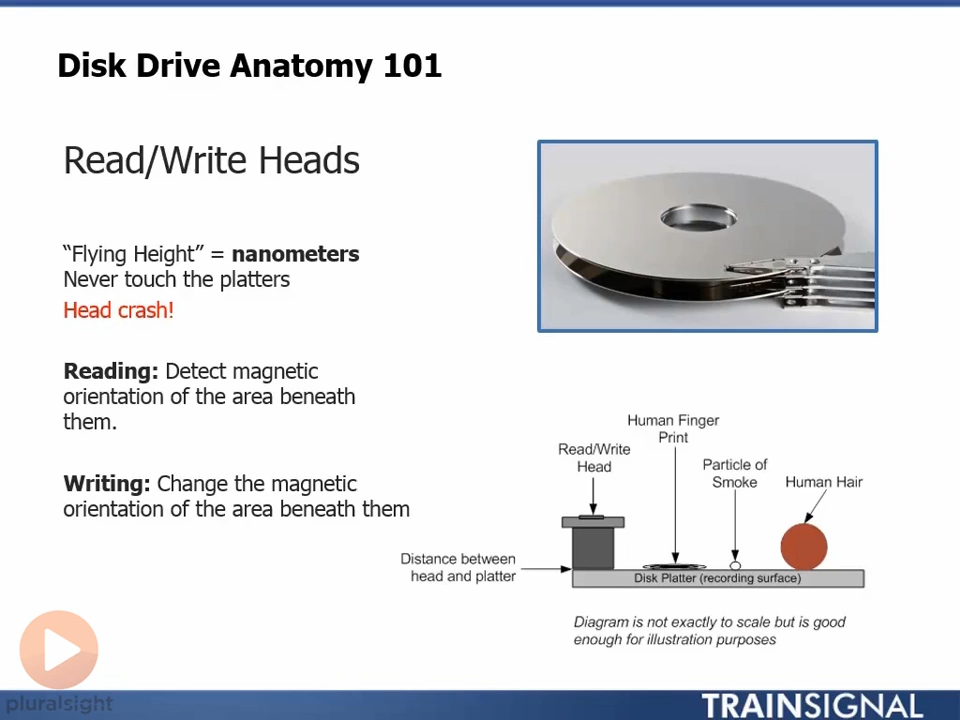 Disk Drive Anatomy 101
Read/Write Heads
“Flying Height” = nanometers
Never touch the platters
Head crash!
Reading: Detect magnetic
orientation of the area beneath
them.
Writing: Change the magnetic
orientation of the area beneath them
Human Finger
Print
Read/Write
Head
Particle of
Smoke
Human Hair
Distance between
head and platter
Disk Platter (recording surface)
Diagram is not exactly to scale but is good
enough for illustration purposes
pluralsight
TRAINSIGNAL